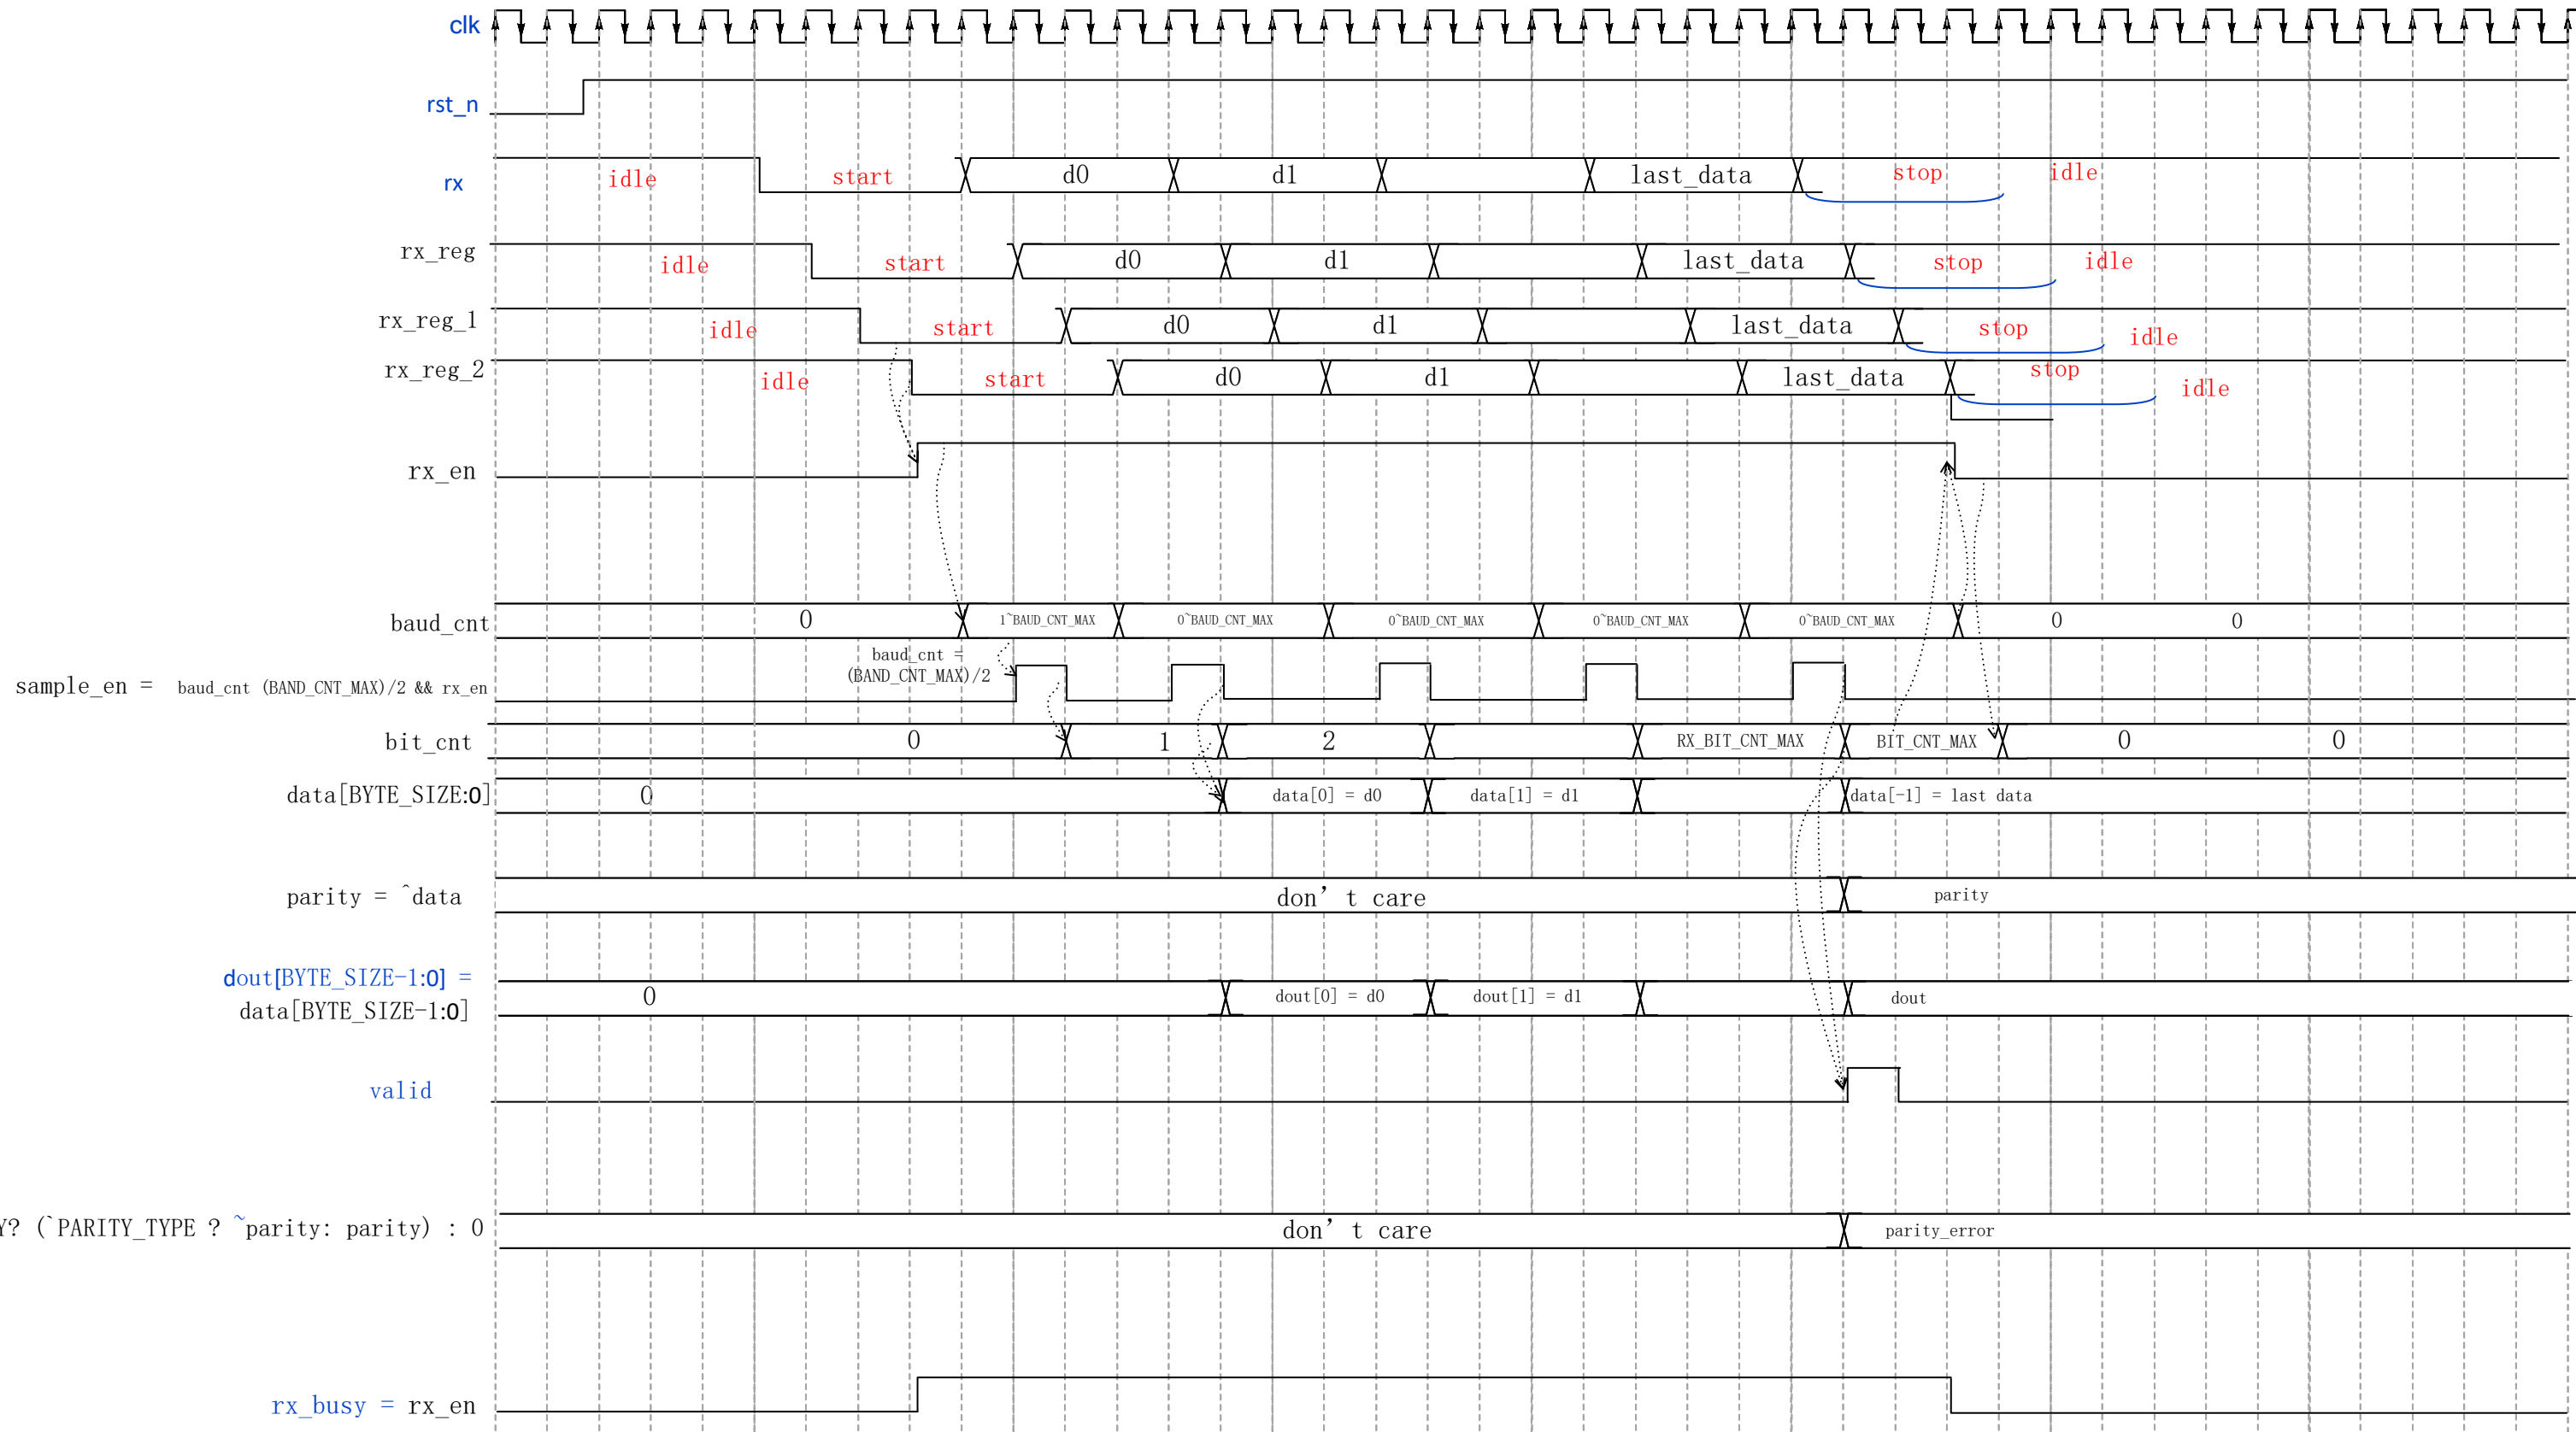 clk
rst_n
rx
idle
start
d0
d1
last_data
stop
idle
rx_reg
idle
start
d0
d1
last_data
stop
idle
rx_reg_1
idle
start
d0
d1
last_data
stop
idle
rx_reg_2
idle
start
d0
d1
last_data
stop
idle
rx_en
baud_cnt
0
1~BAUD_CNT_MAX
0~BAUD_CNT_MAX
0~BAUD_CNT_MAX
0~BAUD_CNT_MAX
0~BAUD_CNT_MAX
0
0
baud_cnt =
(BAND_CNT_MAX)/2
sample_en = baud_cnt (BAND_CNT_MAX)/2 && rx_en
bit_cnt
0
1
2
RX_BIT_CNT_MAX
BIT_CNT_MAX
0
0
data[BYTE_SIZE:0]
0
data[0] = d0
data[1] = d1
data[-1] = last data
parity = ^data
don't care
parity
dout[BYTE_SIZE-1:0] =
data[BYTE_SIZE-1:0]
0
dout[0] = d0
dout[1] = d1
dout
valid
Y? (`PARITY_TYPE ? ~parity: parity) : 0
don't care
parity_error
rx_busy = rx_en